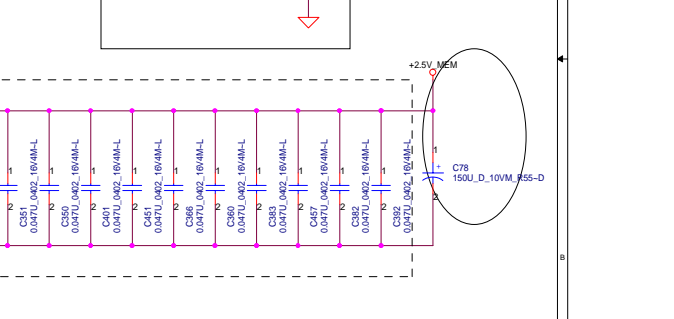 +2.5V_MEM
1
2
C351
0.047U_0402_16V4M~L
1
2
C350
0.047U_0402_16V4M~L
1
2
C401
0.047U_0402_16V4M~L
1
2
C451
0.047U_0402_16V4M~L
1
2
C366
0.047U_0402_16V4M~L
1
2
C360
0.047U_0402_16V4M~L
1
2
C383
0.047U_0402_16V4M~L
1
2
C457
0.047U_0402_16V4M~L
1
2
C382
0.047U_0402_16V4M~L
1
2
C392
0.047U_0402_16V4M~L
1
+
2
C78
150U_D_10VM_R55~D
B